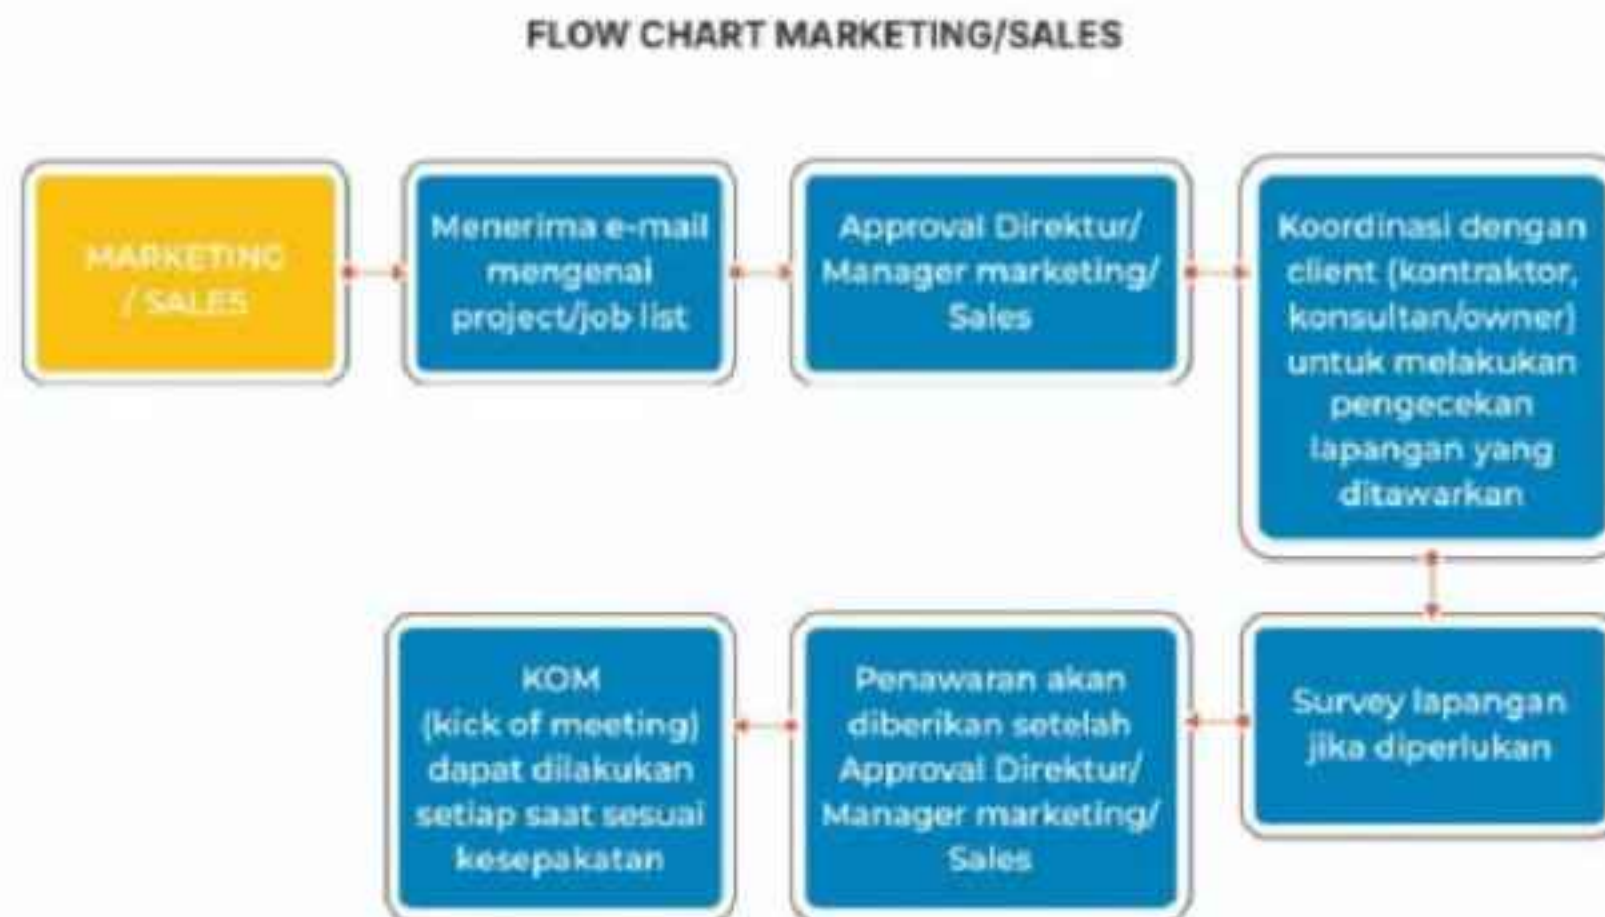 FLOW CHART MARKETING/SALES
MARKETING
/ SALES
Menerima e-mail
mengenai
project/job list
Approval Direktur/
Manager marketing/
Sales
Koordinasi dengan
client (kontraktor,
konsultan/owner)
untuk melakukan
pengecekan
lapangan yang
ditawarkan
Survey lapangan
jika diperlukan
Penawaran akan
diberikan setelah
Approval Direktur/
Manager marketing/
Sales
KOM
(kick of meeting)
dapat dilakukan
setiap saat sesuai
kesepakatan